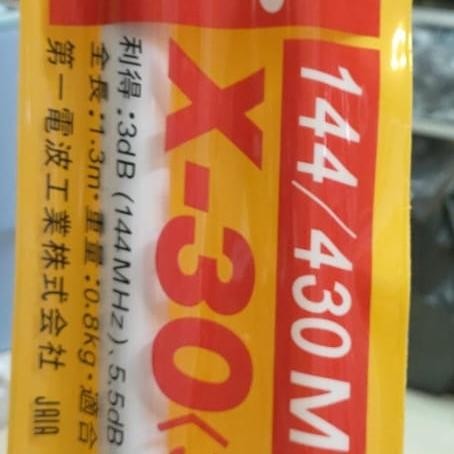 144/430M
X-30
利得:3dB(144MHz)、5.5dB
全長:1.3m・重量:0.8kg・適合
第一電波工業株式会社 JAIA